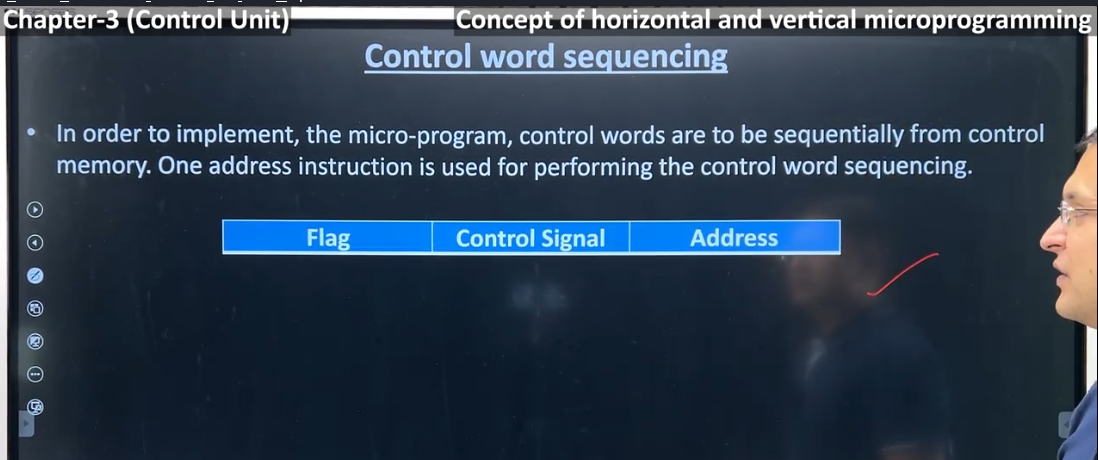 Chapter-3 (Control Unit)
Concept of horizontal and vertical microprogramming
Control word sequencing
• In order to implement, the micro-program, control words are to be sequentially from control
memory. One address instruction is used for performing the control word sequencing.
Flag
Control Signal
Address